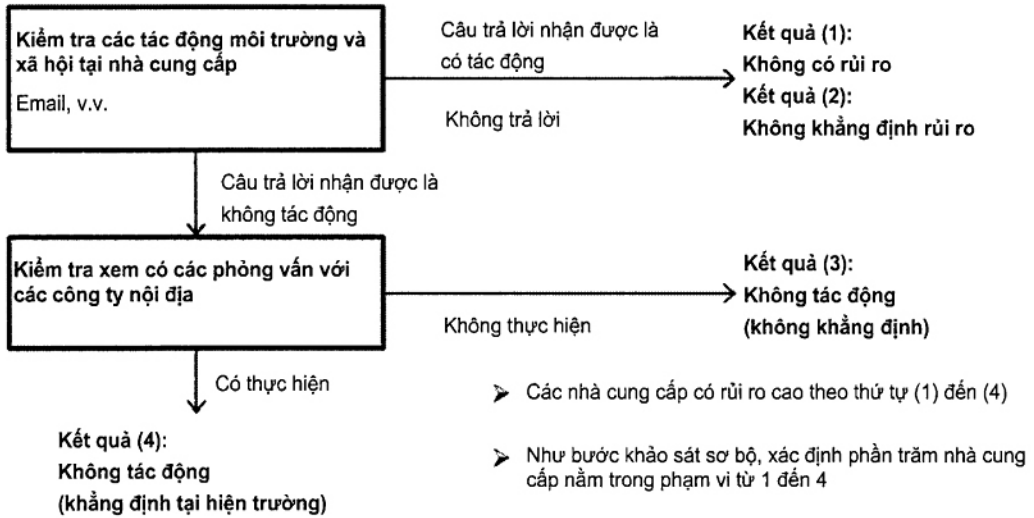 Kiểm tra các tác động môi trường và
xã hội tại nhà cung cấp
Email, v.v.
Câu trả lời nhận được là
có tác động
Không trả lời
Kết quả (1):
Không có rủi ro
Kết quả (2):
Không khẳng định rủi ro
Câu trả lời nhận được là
không tác động
Kiểm tra xem có các phỏng vấn với
các công ty nội địa
Không thực hiện
Kết quả (3):
Không tác động
(không khẳng định)
Có thực hiện
Kết quả (4):
Không tác động
(khẳng định tại hiện trường)
➢ Các nhà cung cấp có rủi ro cao theo thứ tự (1) đến (4)
➢ Như bước khảo sát sơ bộ, xác định phần trăm nhà cung
cấp nằm trong phạm vi từ 1 đến 4